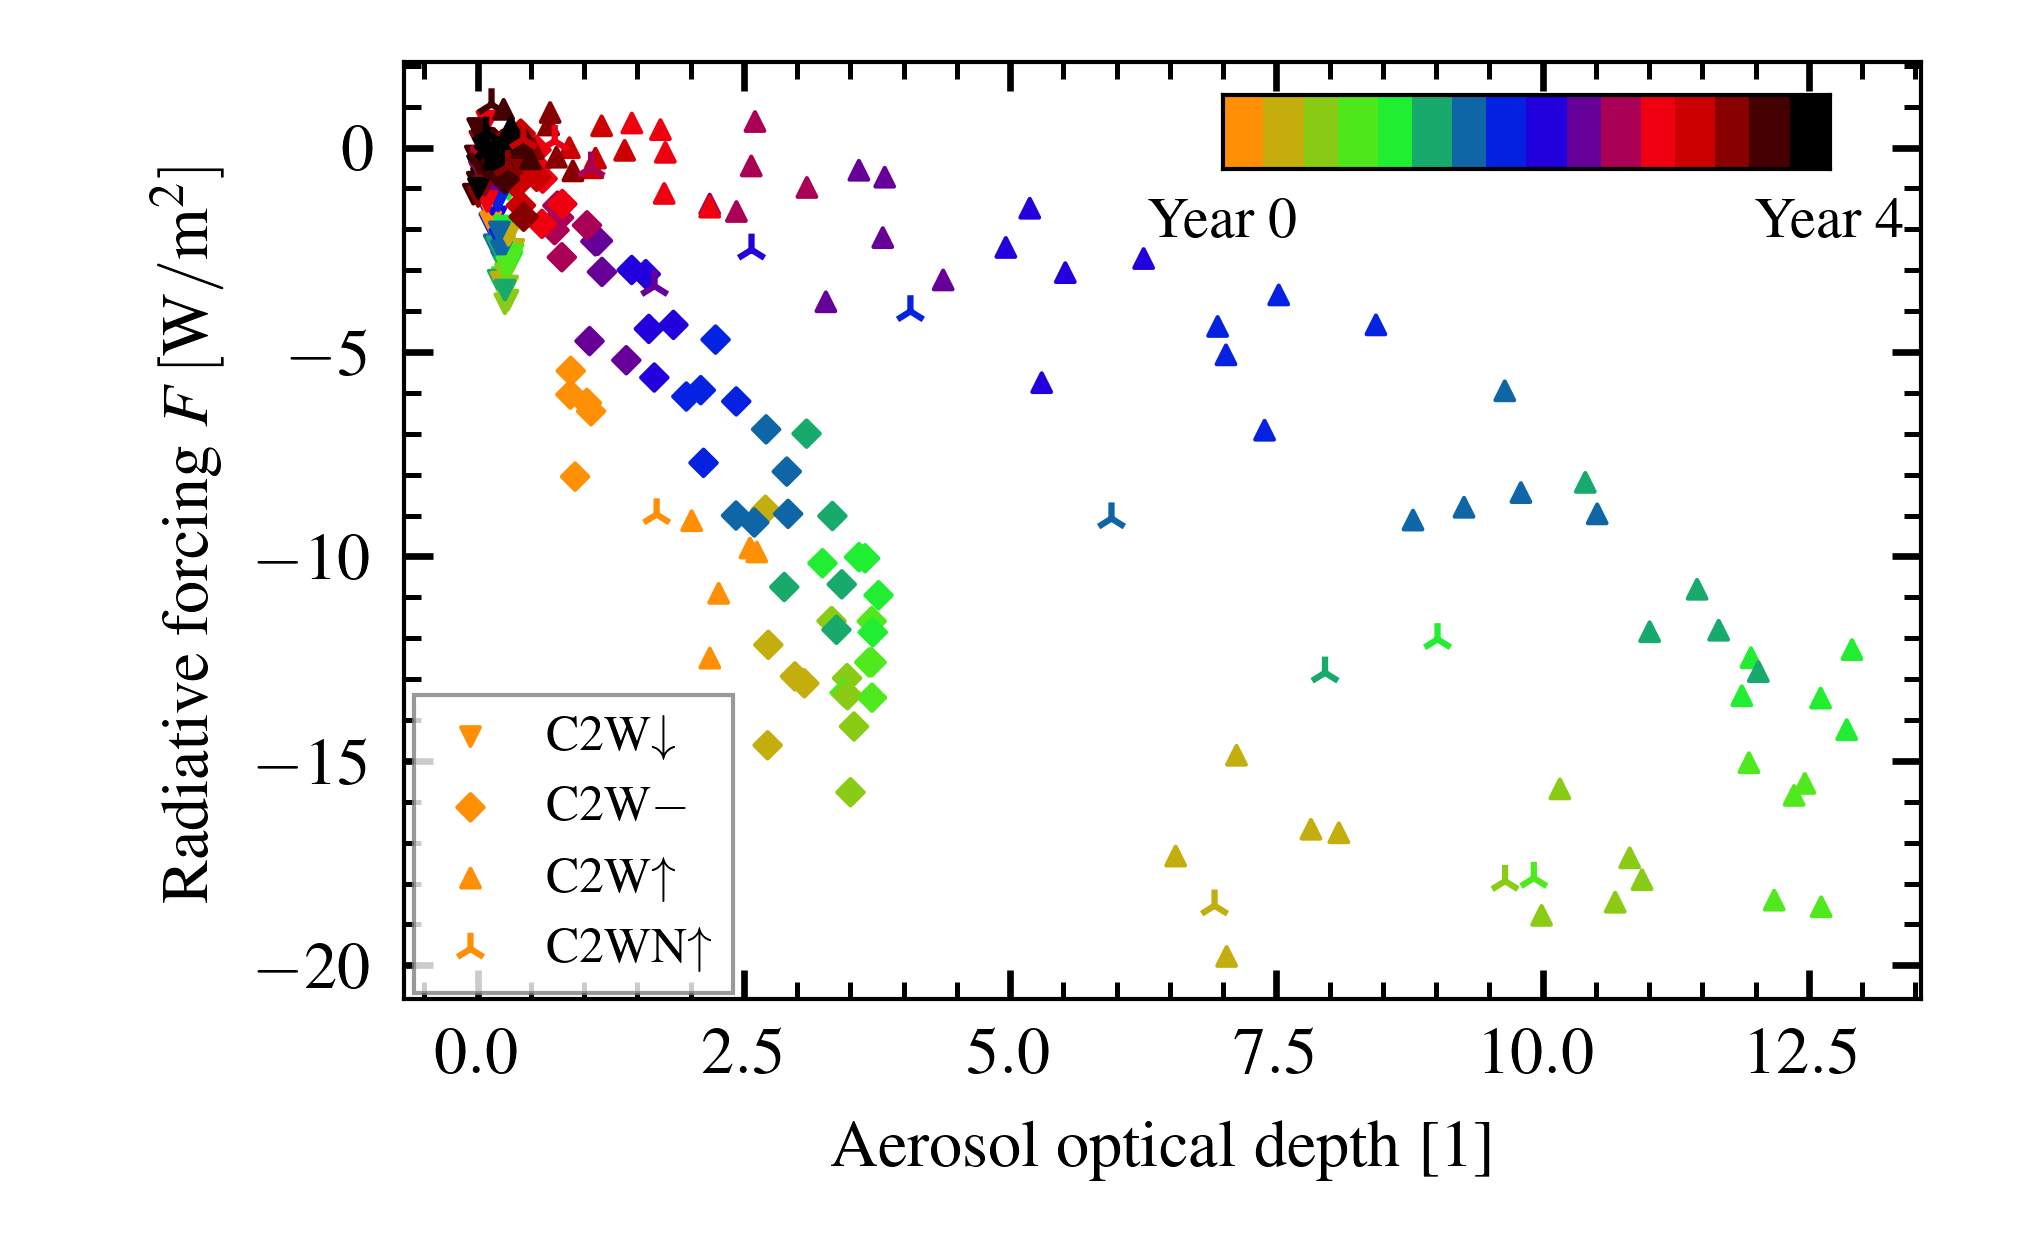 Radiative forcing F [W/m²]
0
−5
−10
−15
−20
Year 0
Year 4
C2W↓
C2W−
C2W↑
C2WN↑
0.0 2.5 5.0 7.5 10.0 12.5
Aerosol optical depth [1]